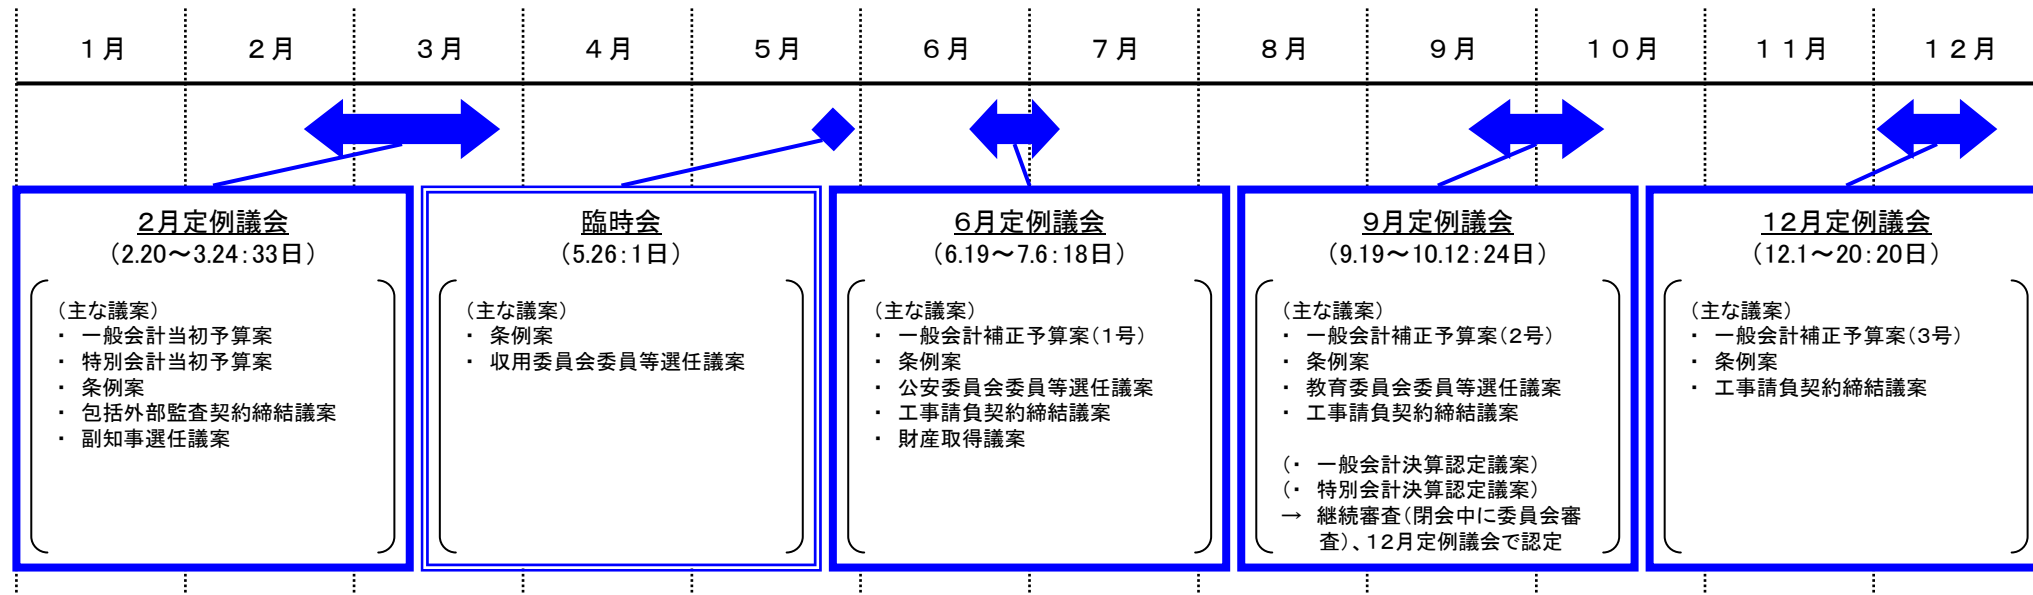 １月 ２月 ３月 ４月 ５月 ６月 ７月 ８月 ９月 １０月 １１月 １２月
２月定例議会
（2.20～3.24：33日）
（主な議案）
・ 一般会計当初予算案
・ 特別会計当初予算案
・ 条例案
・ 包括外部監査契約締結議案
・ 副知事選任議案
臨時会
（5.26：1日）
（主な議案）
・ 条例案
・ 収用委員会委員等選任議案
６月定例議会
（6.19～7.6：18日）
（主な議案）
・ 一般会計補正予算案（１号）
・ 条例案
・ 公安委員会委員等選任議案
・ 工事請負契約締結議案
・ 財産取得議案
９月定例議会
（9.19～10.12：24日）
（主な議案）
・ 一般会計補正予算案（２号）
・ 条例案
・ 教育委員会委員等選任議案
・ 工事請負契約締結議案
（・ 一般会計決算認定議案）
（・ 特別会計決算認定議案）
→ 継続審査（閉会中に委員会審
査）、１２月定例議会で認定
１２月定例議会
（12.1～20：20日）
（主な議案）
・ 一般会計補正予算案（３号）
・ 条例案
・ 工事請負契約締結議案